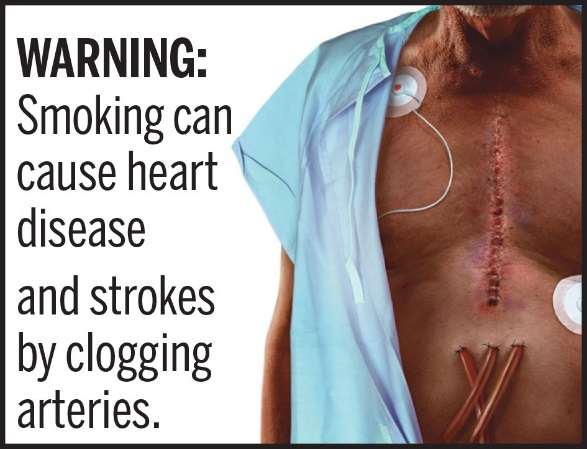 WARNING:
Smoking can
cause heart
disease
and strokes
by clogging
arteries.